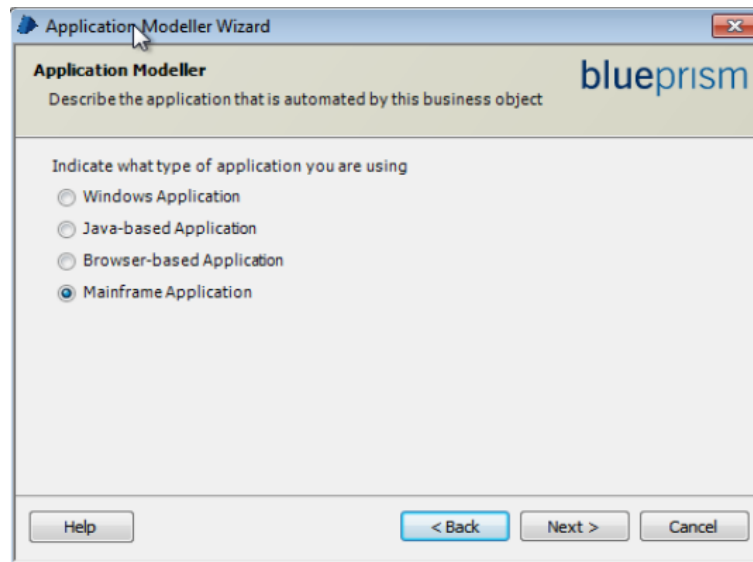 Application Modeller Wizard
Application Modeller
blueprism
Describe the application that is automated by this business object
Indicate what type of application you are using
Windows Application
Java-based Application
Browser-based Application
Mainframe Application
Help
< Back
Next >
Cancel